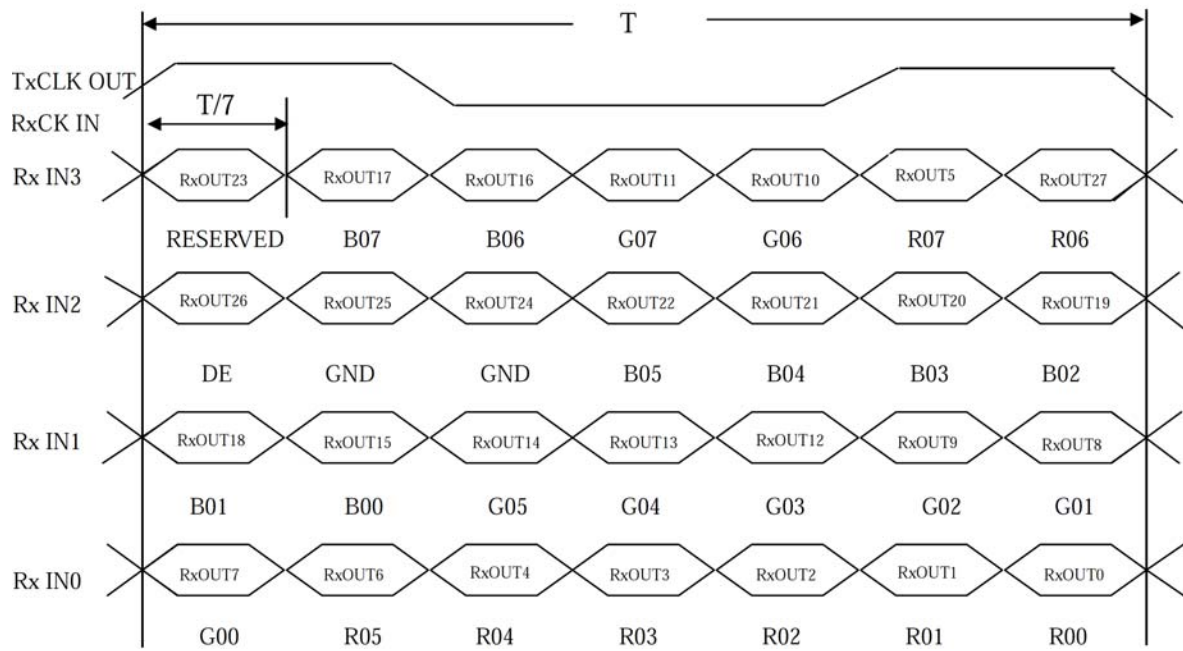 T
TxCLK OUT
T/7
RxCK IN
Rx IN3 RxOUT23 RxOUT17 RxOUT16 RxOUT11 RxOUT10 RxOUT5 RxOUT27
RESERVED B07 B06 G07 G06 R07 R06
Rx IN2 RxOUT26 RxOUT25 RxOUT24 RxOUT22 RxOUT21 RxOUT20 RxOUT19
DE GND GND B05 B04 B03 B02
Rx IN1 RxOUT18 RxOUT15 RxOUT14 RxOUT13 RxOUT12 RxOUT9 RxOUT8
B01 B00 G05 G04 G03 G02 G01
Rx IN0 RxOUT7 RxOUT6 RxOUT4 RxOUT3 RxOUT2 RxOUT1 RxOUT0
G00 R05 R04 R03 R02 R01 R00